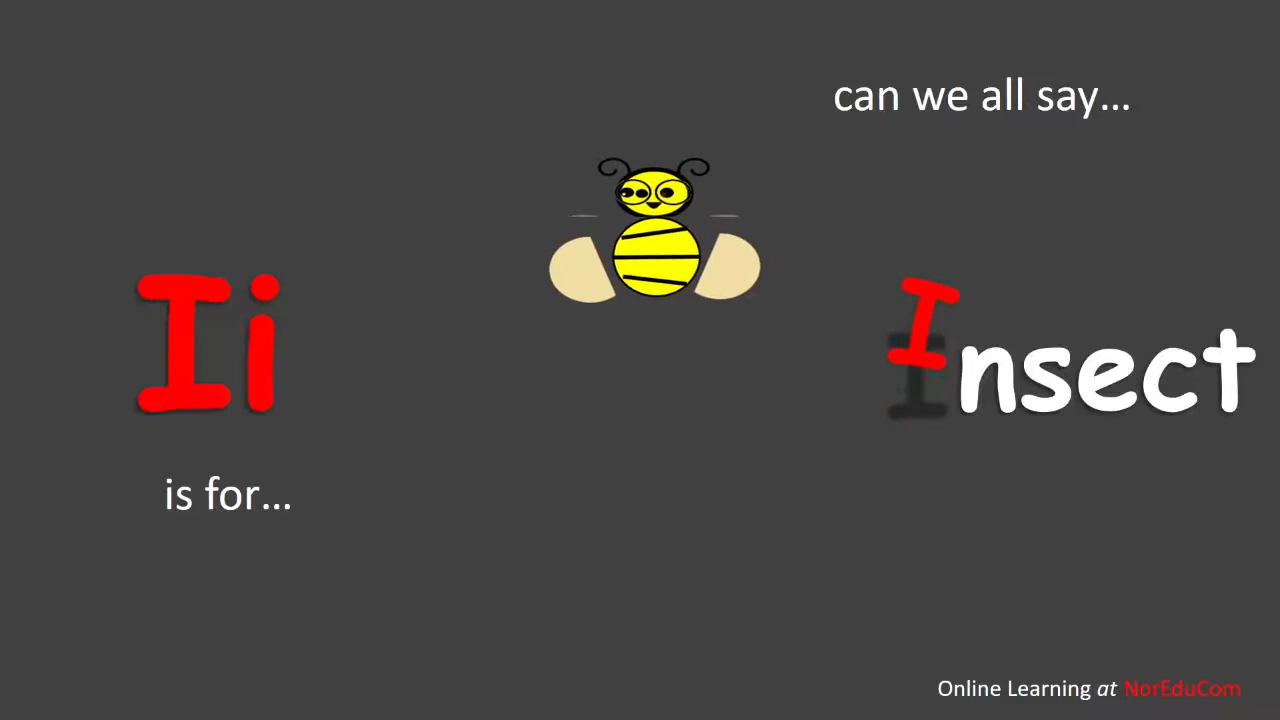 can we all say...
Ii
Insect
is for...
Online Learning at NorEduCom